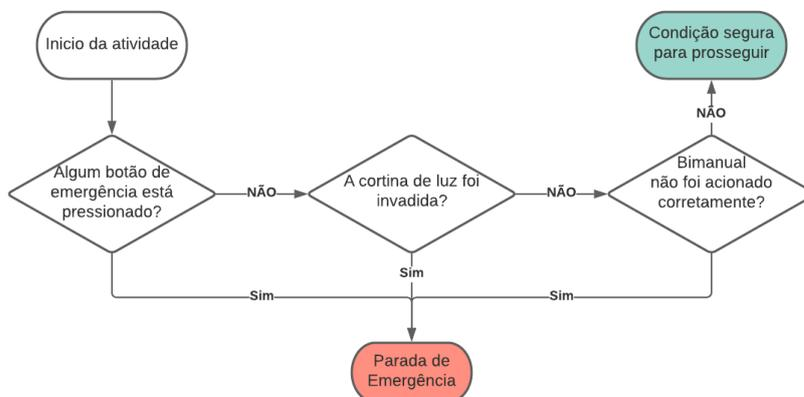 Inicio da atividade
Condição segura
para prosseguir
NÃO
Algum botão de
emergência está
pressionado?
NÃO
A cortina de luz foi
invadida?
NÃO
Bimanual
não foi acionado
corretamente?
Sim
Sim
Sim
Parada de
Emergência